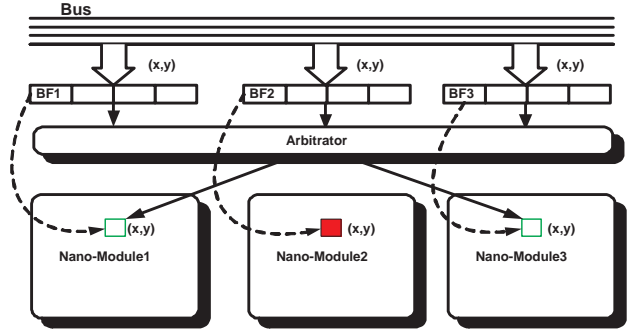 Bus
(x,y) (x,y) (x,y)
BF1 BF2 BF3
Arbitrator
(x,y) (x,y) (x,y)
Nano-Module1 Nano-Module2 Nano-Module3